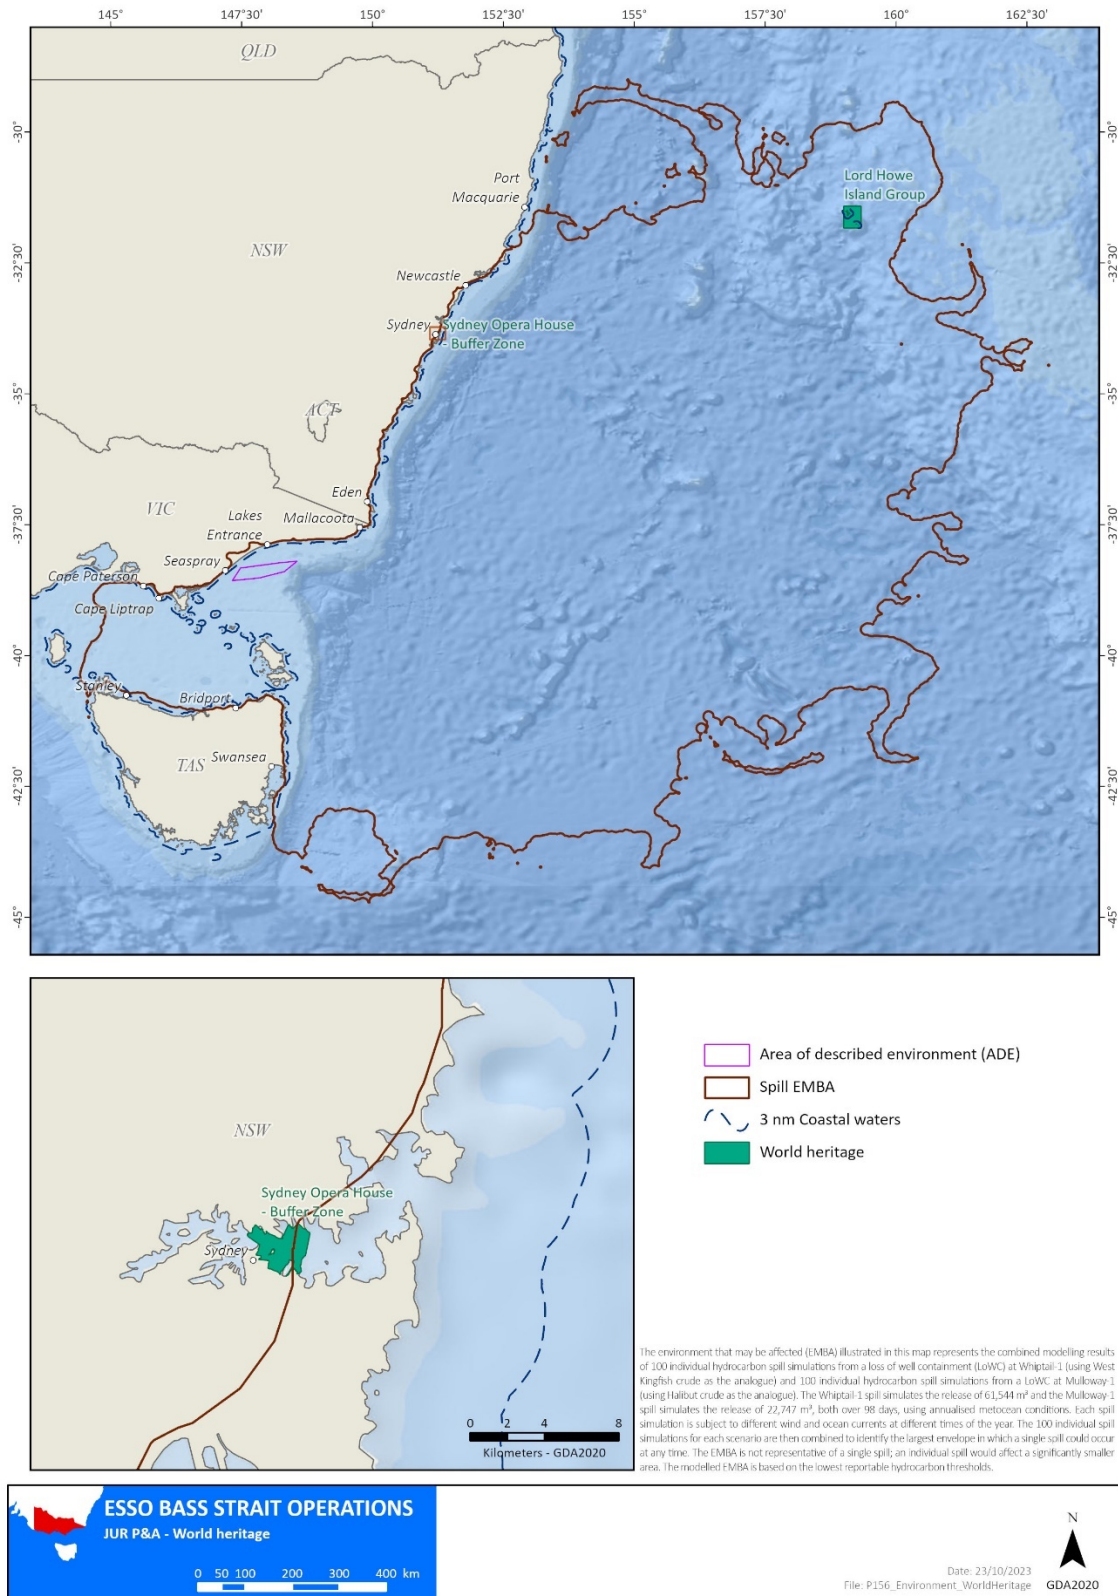 145°
147°30'
150°
152°30'
155°
157°30'
160°
162°30'
-30°
-32°30'
-35°
-37°30'
-40°
-42°30'
-45°
-30°
-32°30'
-35°
-37°30'
-40°
-42°30'
-45°
QLD
Port
Macquarie
Lord Howe
Island Group
NSW
Newcastle
Sydney
Sydney Opera House
- Buffer Zone
ACT
Eden
VIC
Lakes
Entrance
Mallacoota
Seaspray
Cape Paterson
Cape Liptrap
Stanley
Bridport
Swansea
TAS
NSW
Sydney Opera House
- Buffer Zone
Sydney
0 2 4 8
Kilometers - GDA2020
Area of described environment (ADE)
Spill EMBA
3 nm Coastal waters
World heritage
The environment that may be affected (EMBA) illustrated in this map represents the combined modelling results
of 100 individual hydrocarbon spill simulations from a loss of well containment (LoWC) at Whiptail-1 (using West
Kingfish crude as the analogue) and 100 individual hydrocarbon spill simulations from a LoWC at Mulloway-1
(using Halibut crude as the analogue). The Whiptail-1 spill simulates the release of 61,544 m³ and the Mulloway-1
spill simulates the release of 22,747 m³, both over 98 days, using annualised metocean conditions. Each spill
simulation is subject to different wind and ocean currents at different times of the year. The 100 individual spill
simulations for each scenario are then combined to identify the largest envelope in which a single spill could occur
at any time. The EMBA is not representative of a single spill; an individual spill would affect a significantly smaller
area. The modelled EMBA is based on the lowest reportable hydrocarbon thresholds.
ESSO BASS STRAIT OPERATIONS
JUR P&A - World heritage
0 50 100 200 300 400 km
Date: 23/10/2023
File: P156_Environment_WorldHeritage
N
GDA2020